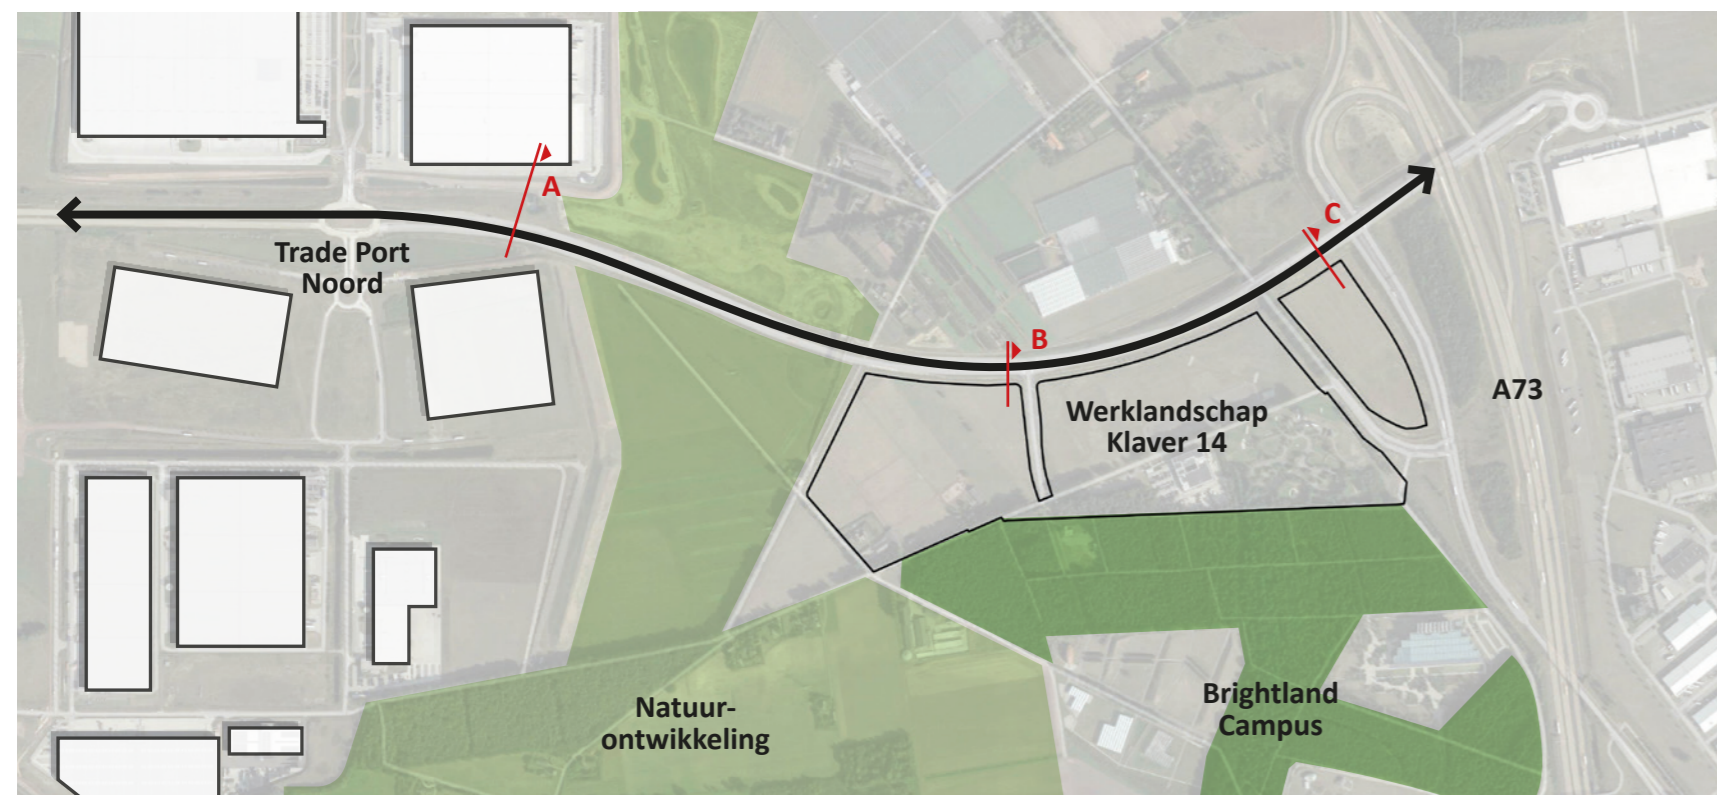 A
C
Trade Port
Noord
B
A73
Werklandschap
Klaver 14
Natuur-
ontwikkeling
Brightland
Campus